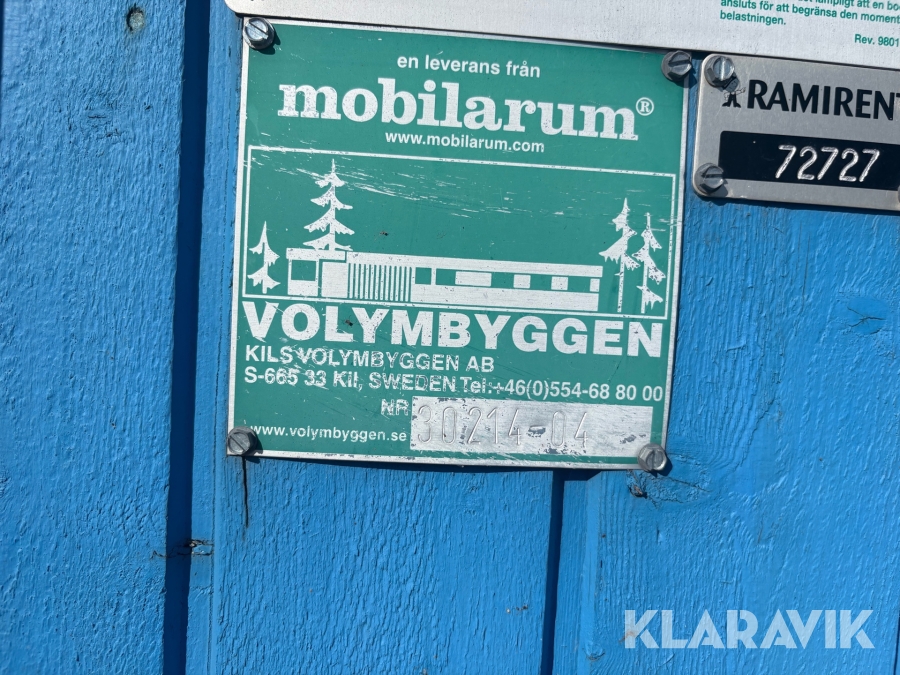 ansluts för att begränsa den moment
belastningen.
Rev. 9801
en leverans från
mobilarum®
www.mobilarum.com
RAMIRENT
72727
VOLYMBYGGEN
KILS VOLYMBYGGEN AB
S-665 33 Kil, SWEDEN Tel:+46(0)554-68 80 00
NR 30214-04
www.volymbyggen.se
KLARAVIK